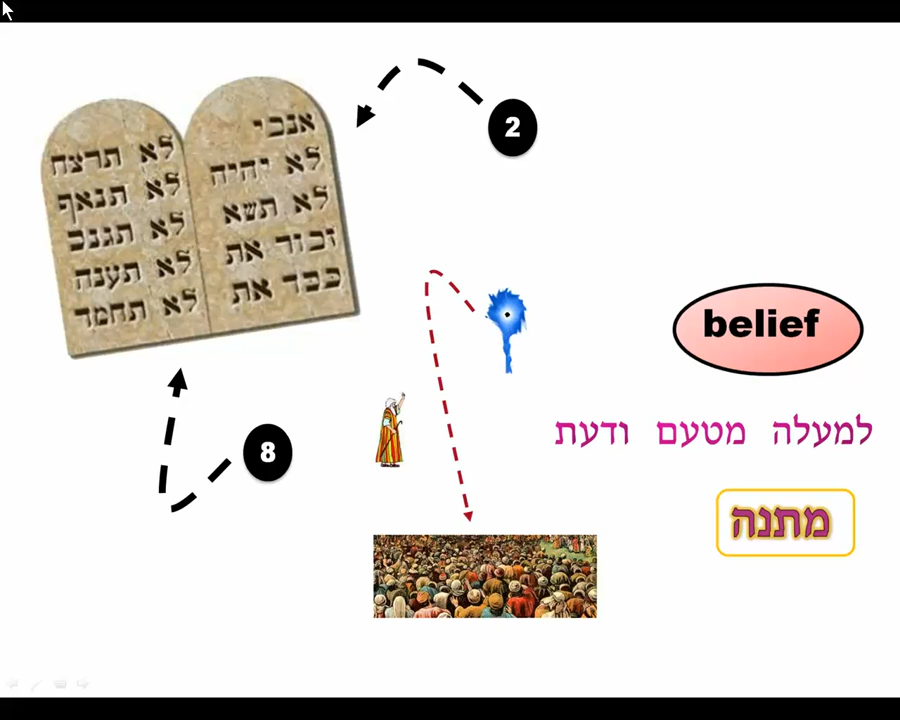 2
אנכי
לא יהיה
לא תשא
זכור את
כבד את
לא תרצח
לא תנאף
לא תגנב
לא תענה
לא תחמד
belief
למעלה מטעם ודעת
8
מתנה